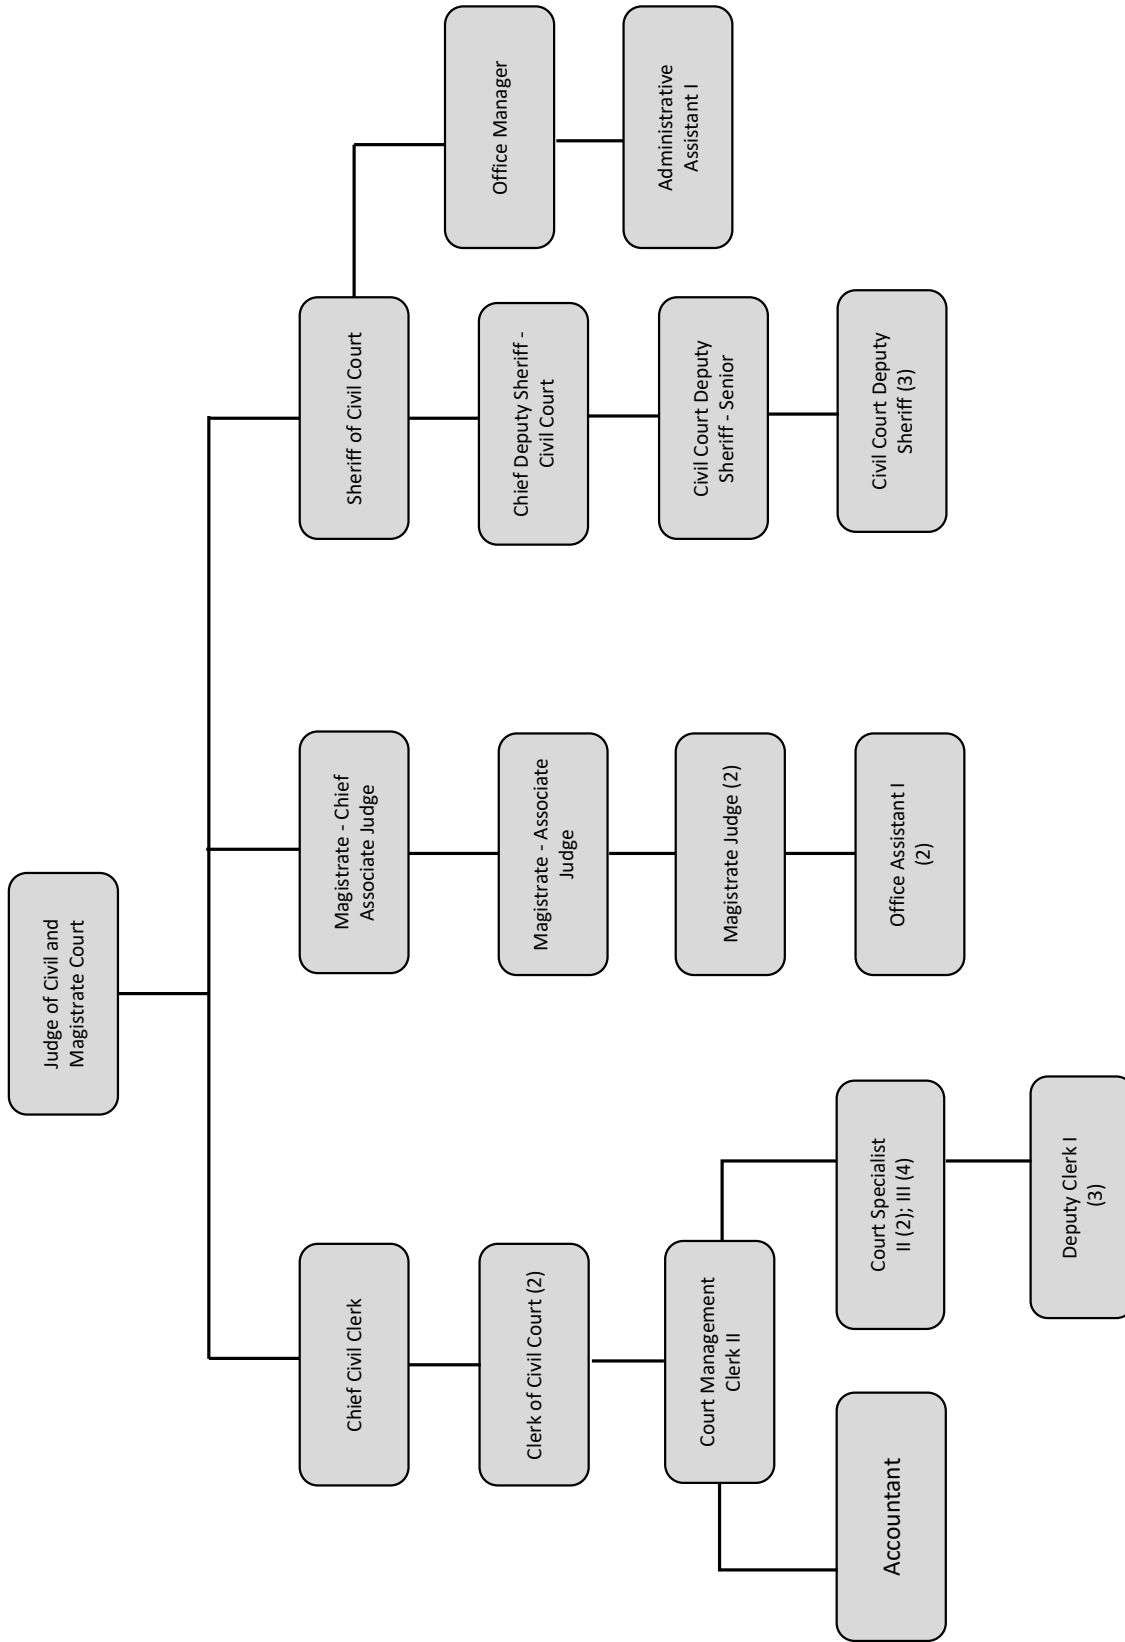 Judge of Civil and
Magistrate Court
Chief Civil Clerk
Magistrate - Chief
Associate Judge
Sheriff of Civil Court
Clerk of Civil Court (2)
Magistrate - Associate
Judge
Chief Deputy Sheriff -
Civil Court
Office Manager
Court Management
Clerk II
Magistrate Judge (2)
Civil Court Deputy
Sheriff - Senior
Administrative
Assistant I
Accountant
Court Specialist
II (2); III (4)
Office Assistant I
(2)
Civil Court Deputy
Sheriff (3)
Deputy Clerk I
(3)